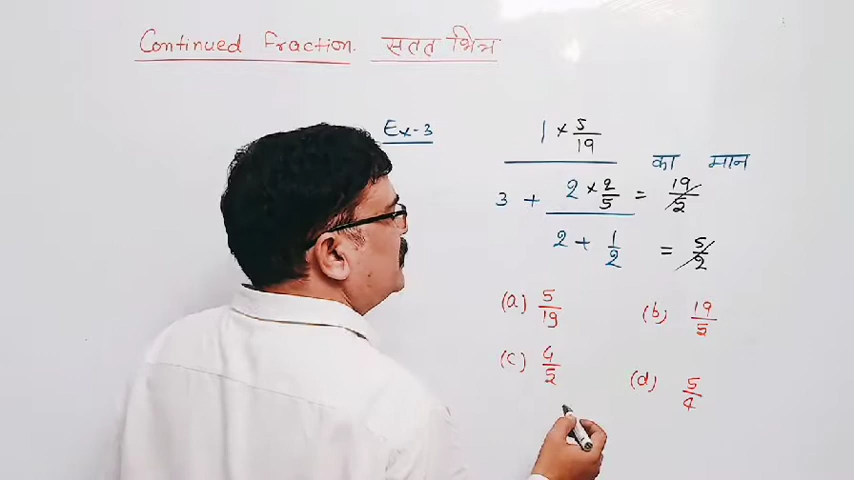 Continued Fraction. सतत भिन्न
Ex-3
1 × 5/19
का मान
3 + 2 × 2/5 = 19/5
2 + 1/2 = 5/2
(a) 5/19 (b) 19/5
(c) 4/5 (d) 5/4